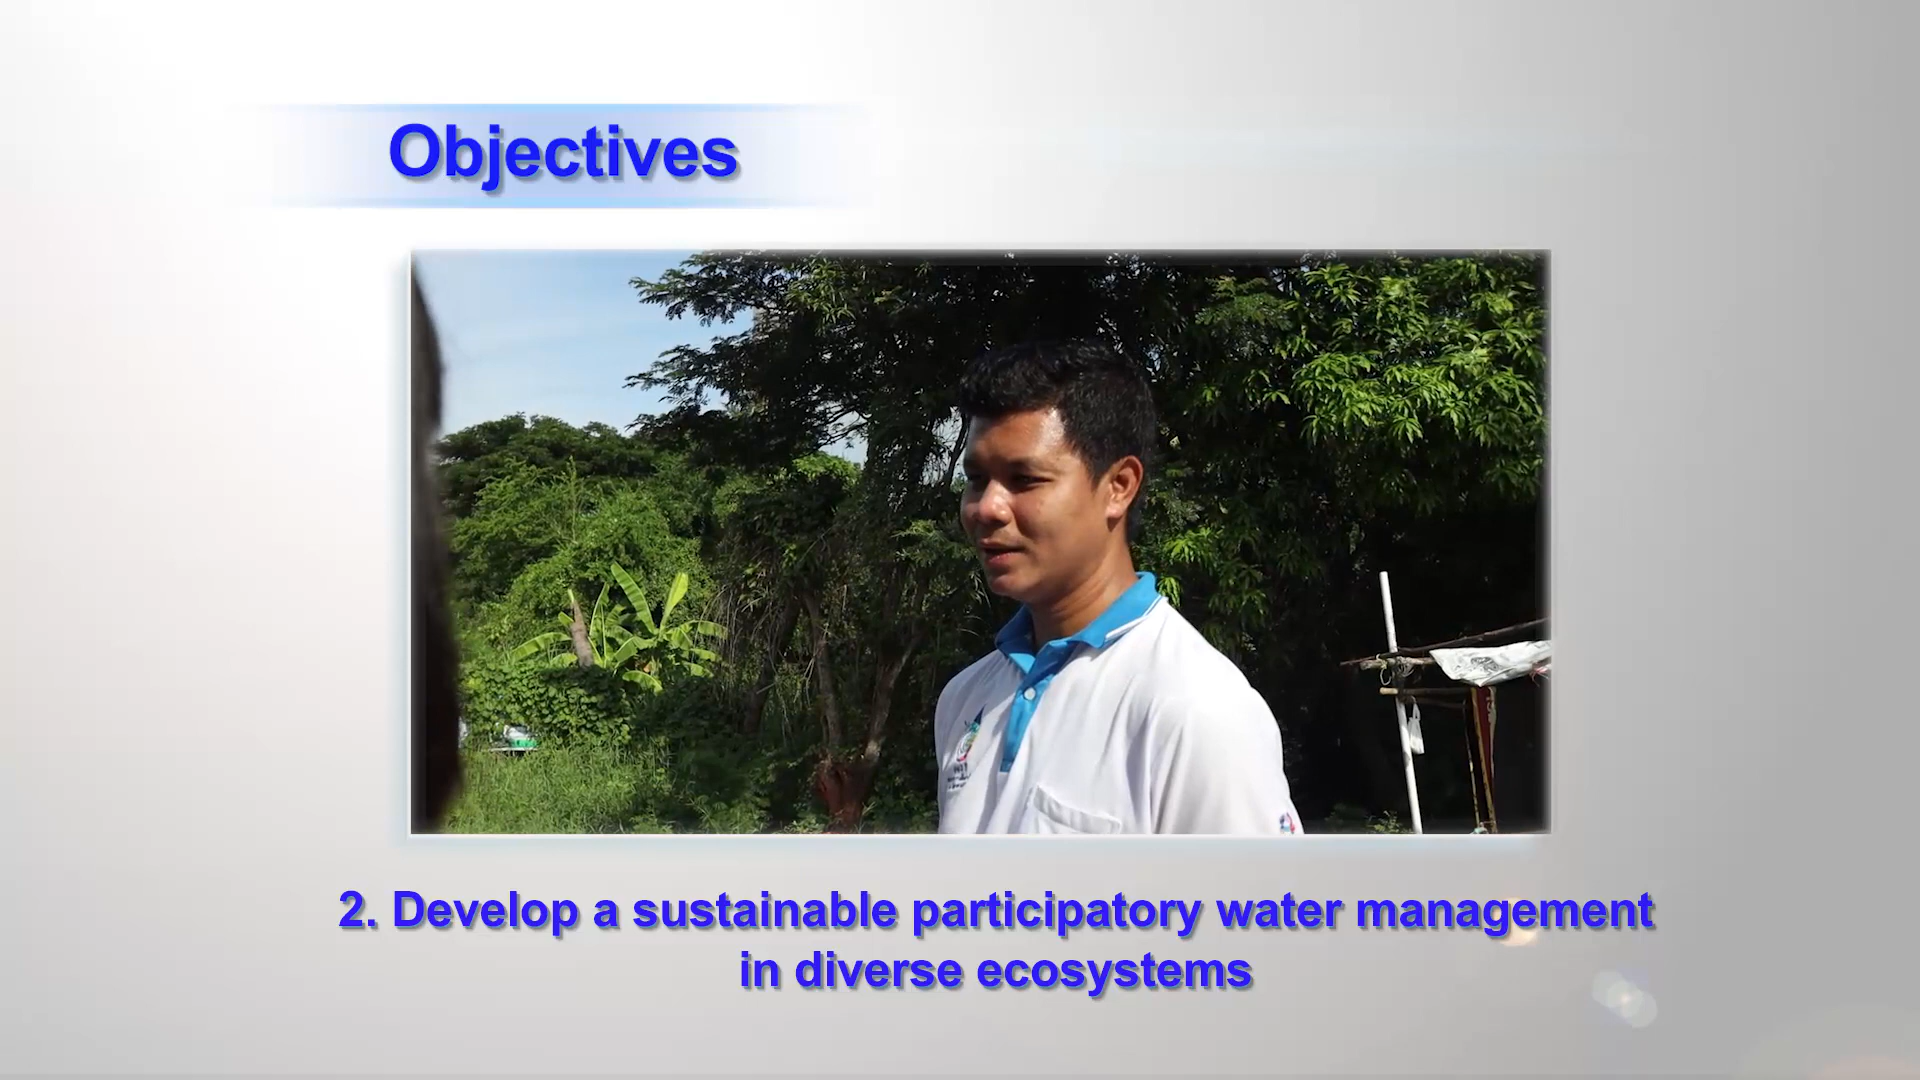 Objectives
2. Develop a sustainable participatory water management
in diverse ecosystems